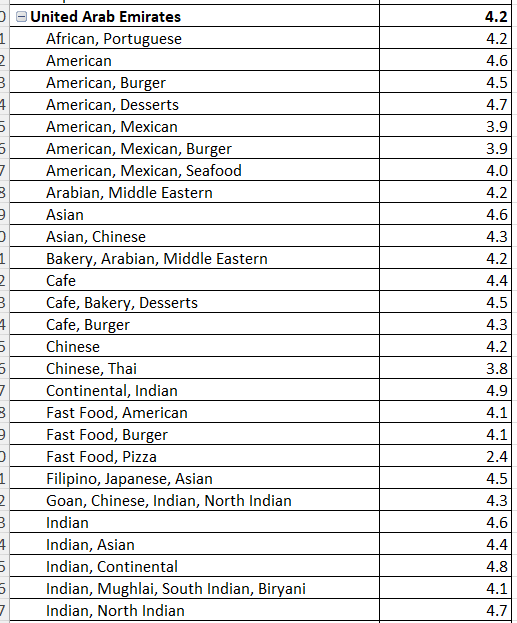 United Arab Emirates 4.2
African, Portuguese 4.2
American 4.6
American, Burger 4.5
American, Desserts 4.7
American, Mexican 3.9
American, Mexican, Burger 3.9
American, Mexican, Seafood 4.0
Arabian, Middle Eastern 4.2
Asian 4.6
Asian, Chinese 4.3
Bakery, Arabian, Middle Eastern 4.2
Cafe 4.4
Cafe, Bakery, Desserts 4.5
Cafe, Burger 4.3
Chinese 4.2
Chinese, Thai 3.8
Continental, Indian 4.9
Fast Food, American 4.1
Fast Food, Burger 4.1
Fast Food, Pizza 2.4
Filipino, Japanese, Asian 4.5
Goan, Chinese, Indian, North Indian 4.3
Indian 4.6
Indian, Asian 4.4
Indian, Continental 4.8
Indian, Mughlai, South Indian, Biryani 4.1
Indian, North Indian 4.7